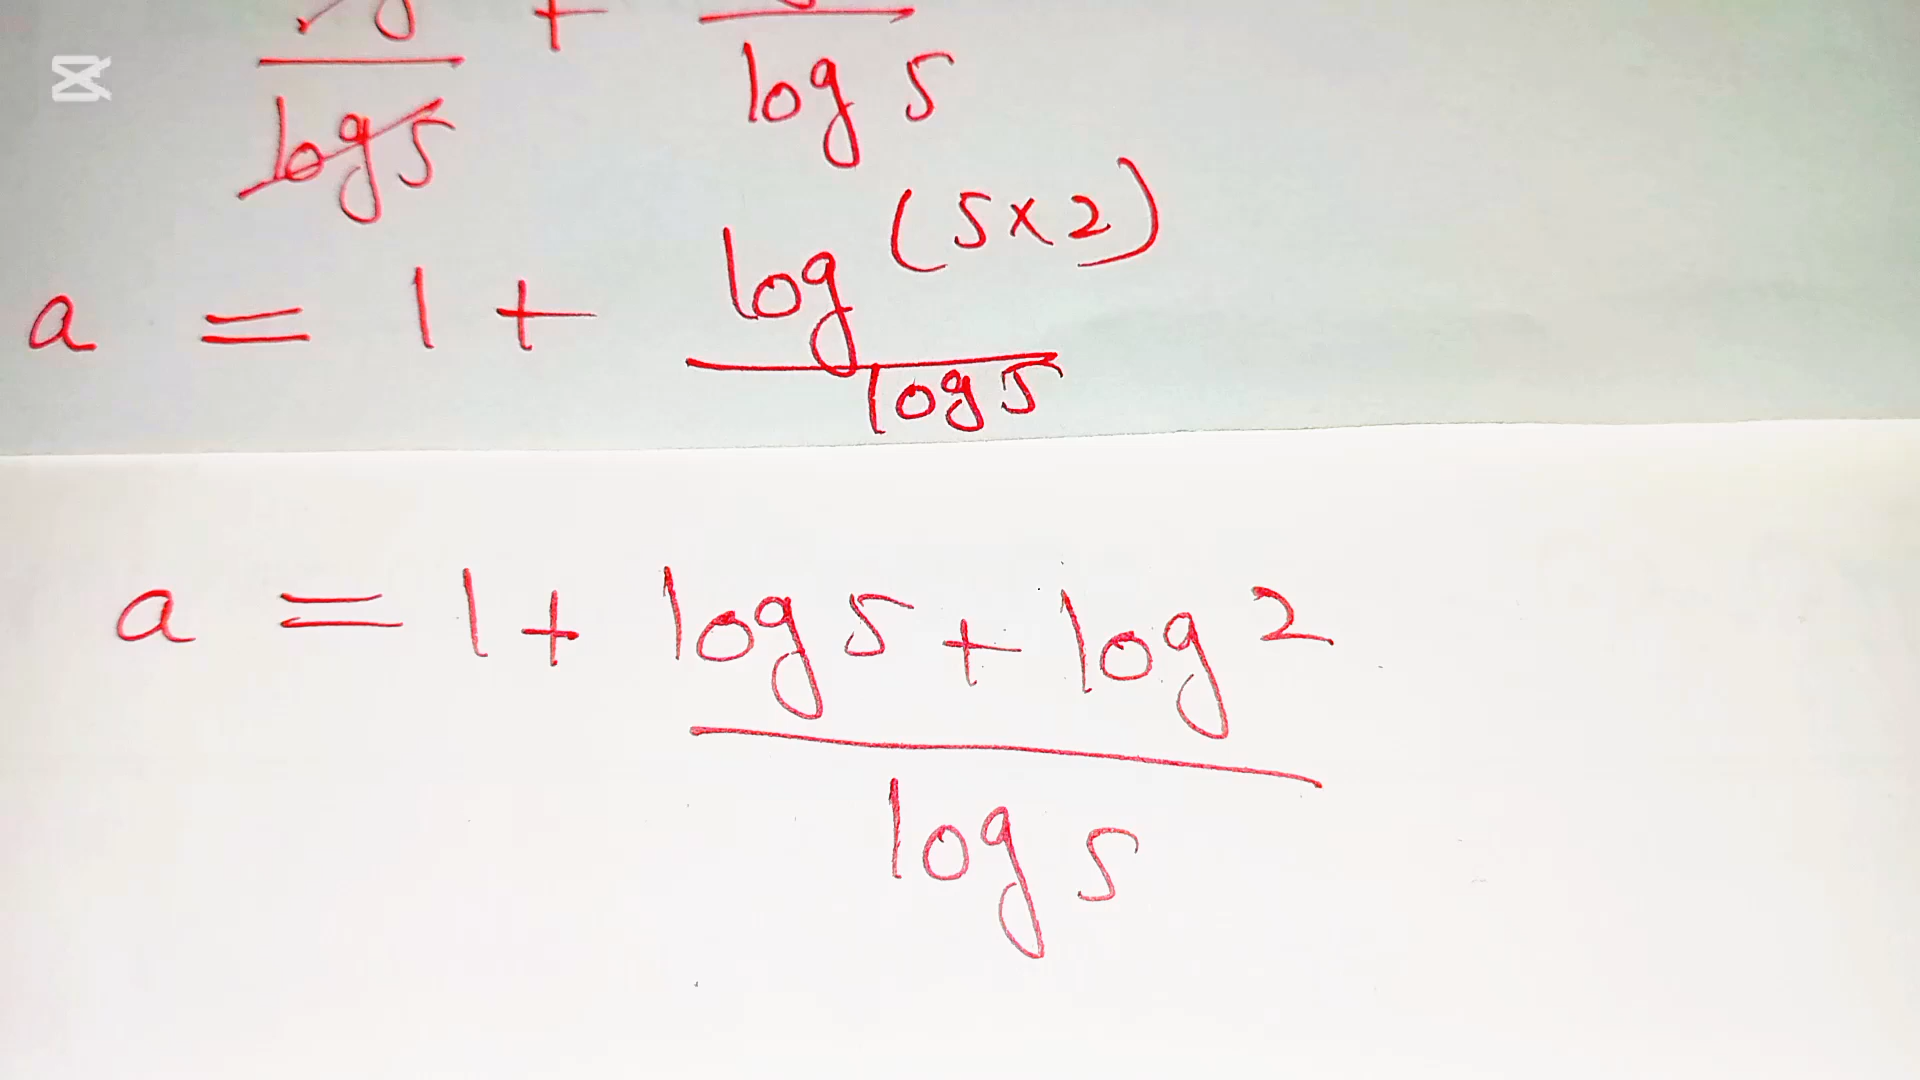 +
log 5 log 5
a = 1 + log (5×2)
log 5
a = 1 + log 5 + log 2
log 5